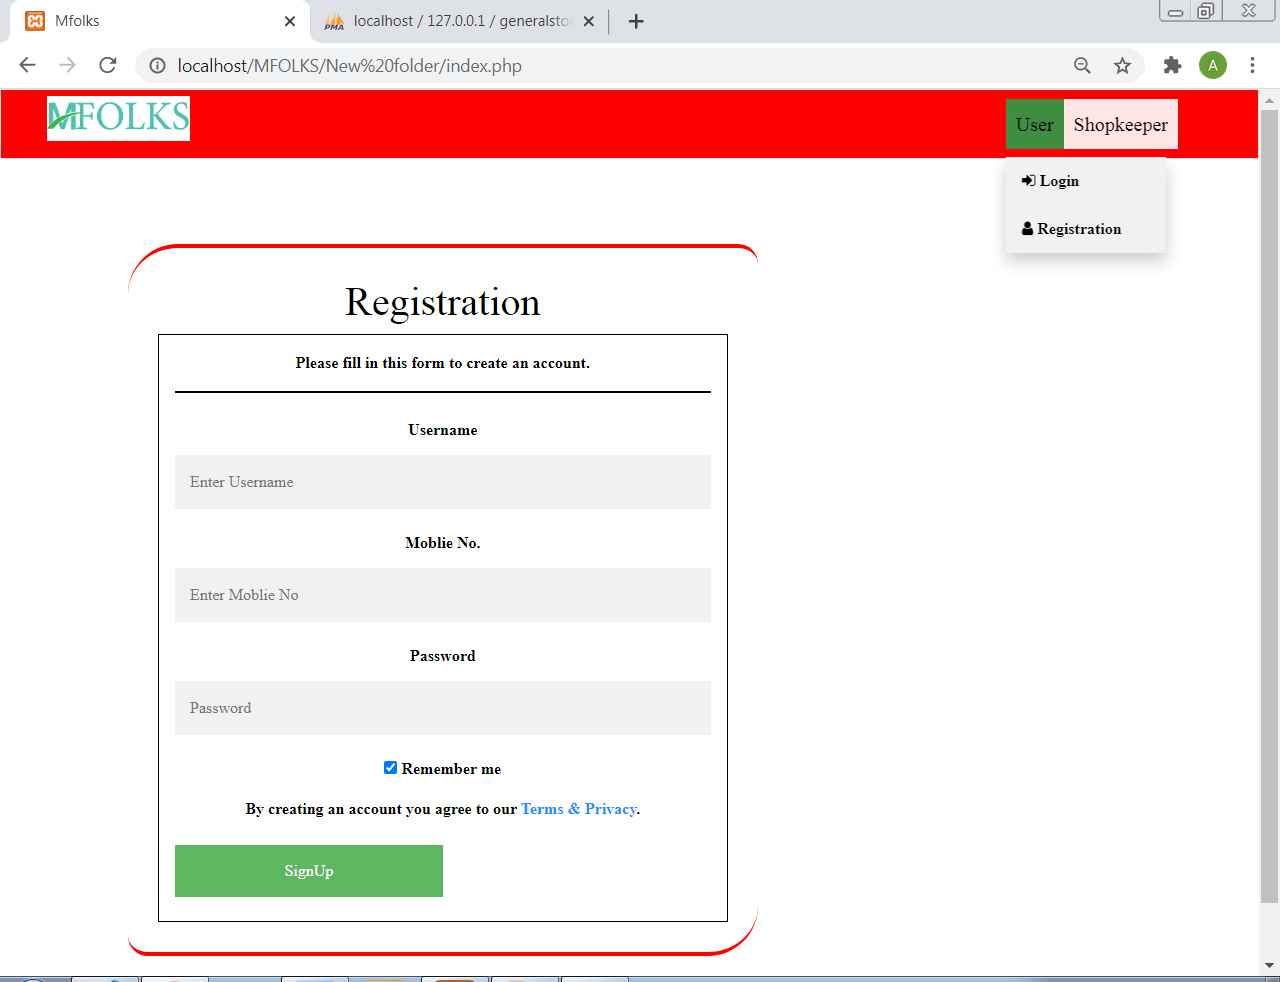 Mfolks
localhost / 127.0.0.1 / generalsto
localhost/MFOLKS/New%20folder/index.php
A
MFOLKS
User
Shopkeeper
Login
Registration
Registration
Please fill in this form to create an account.
Username
Enter Username
Moblie No.
Enter Moblie No
Password
Password
Remember me
By creating an account you agree to our Terms & Privacy.
SignUp